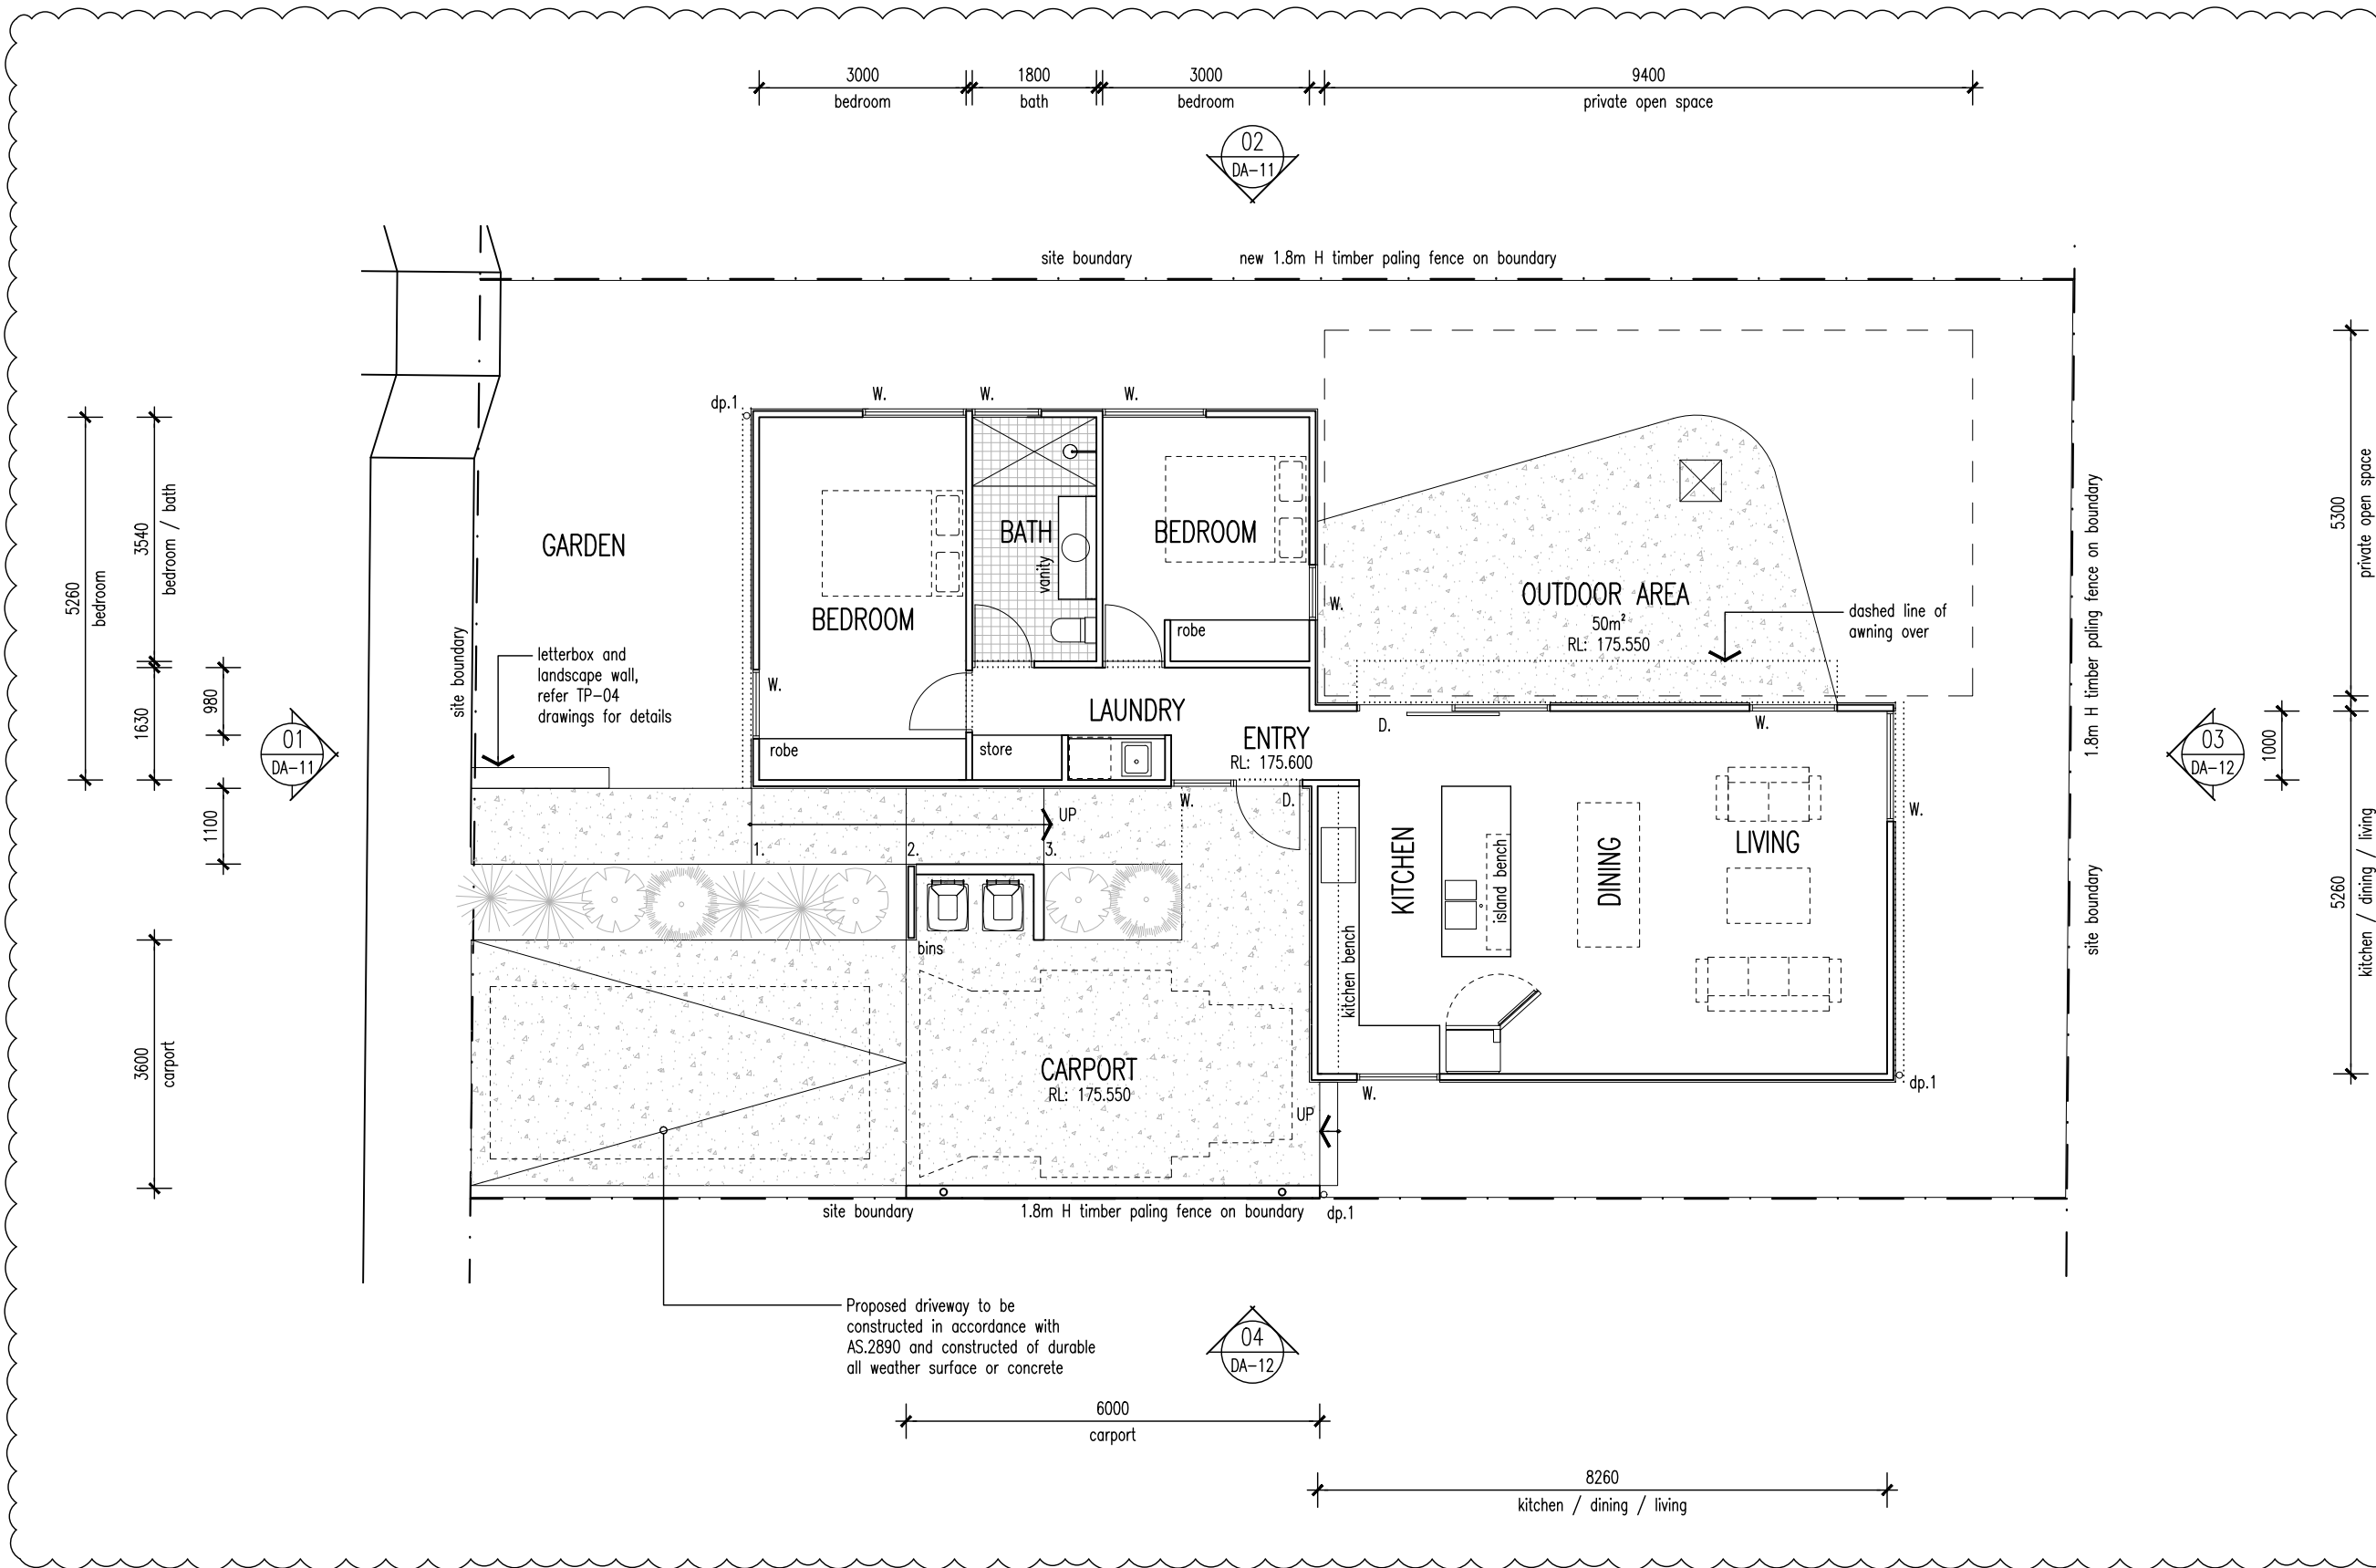 3000
bedroom
1800
bath
3000
bedroom
9400
private open space
02
DA-11
site boundary
new 1.8m H timber paling fence on boundary
dp.1
W.
W.
W.
5260
bedroom
3540
bedroom / bath
1630
980
1100
3600
carport
01
DA-11
site boundary
GARDEN
letterbox and
landscape wall,
refer TP-04
drawings for details
BEDROOM
W.
robe
BATH
vanity
BEDROOM
robe
W.
OUTDOOR AREA
50m²
RL: 175.550
dashed line of
awning over
LAUNDRY
store
ENTRY
RL: 175.600
D.
W.
W.
D.
UP
1.
2.
3.
bins
KITCHEN
island bench
kitchen bench
DINING
LIVING
W.
CARPORT
RL: 175.550
UP
W.
dp.1
dp.1
1.8m H timber paling fence on boundary
site boundary
03
DA-12
5300
private open space
1000
5260
kitchen / dining / living
site boundary
1.8m H timber paling fence on boundary
Proposed driveway to be
constructed in accordance with
AS.2890 and constructed of durable
all weather surface or concrete
04
DA-12
6000
carport
8260
kitchen / dining / living